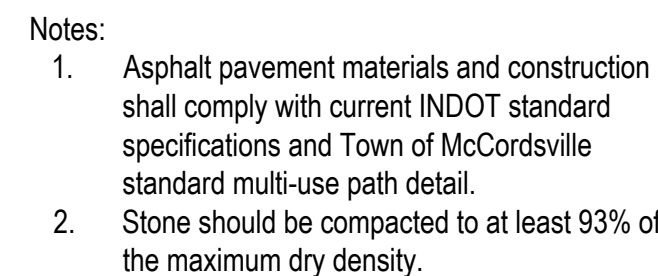 Notes:
1. Asphalt pavement materials and construction
shall comply with current INDOT standard
specifications and Town of McCordsville
standard multi-use path detail.
2. Stone should be compacted to at least 93% of
the maximum dry density.